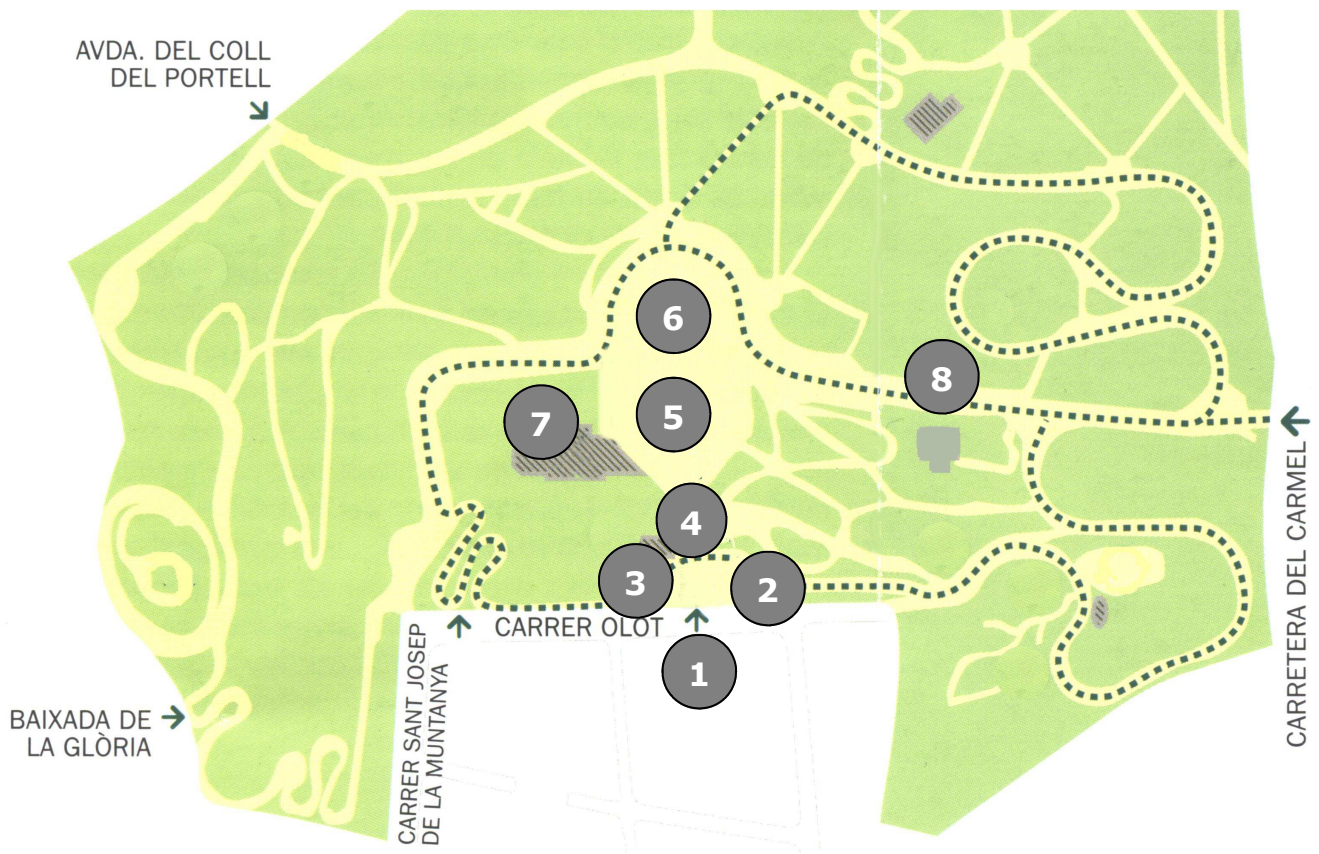 AVDA. DEL COLL
DEL PORTELL
6
8
5
7
4
3
2
CARRER OLOT
1
CARRETERA DEL CARMEL
CARRER SANT JOSEP
DE LA MUNTANYA
BAIXADA DE
LA GLÒRIA